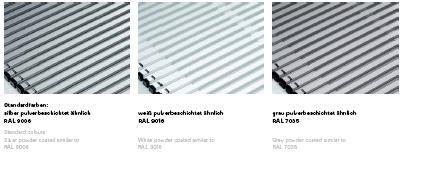 Standardfarben:
silber pulverbeschichtet ähnlich
RAL 9006
Standard colours:
Silver powder coated similar to
RAL 9006
weiß pulverbeschichtet ähnlich
RAL 9016
White powder coated similar to
RAL 9016
grau pulverbeschichtet ähnlich
RAL 7035
Grey powder coated similar to
RAL 7035